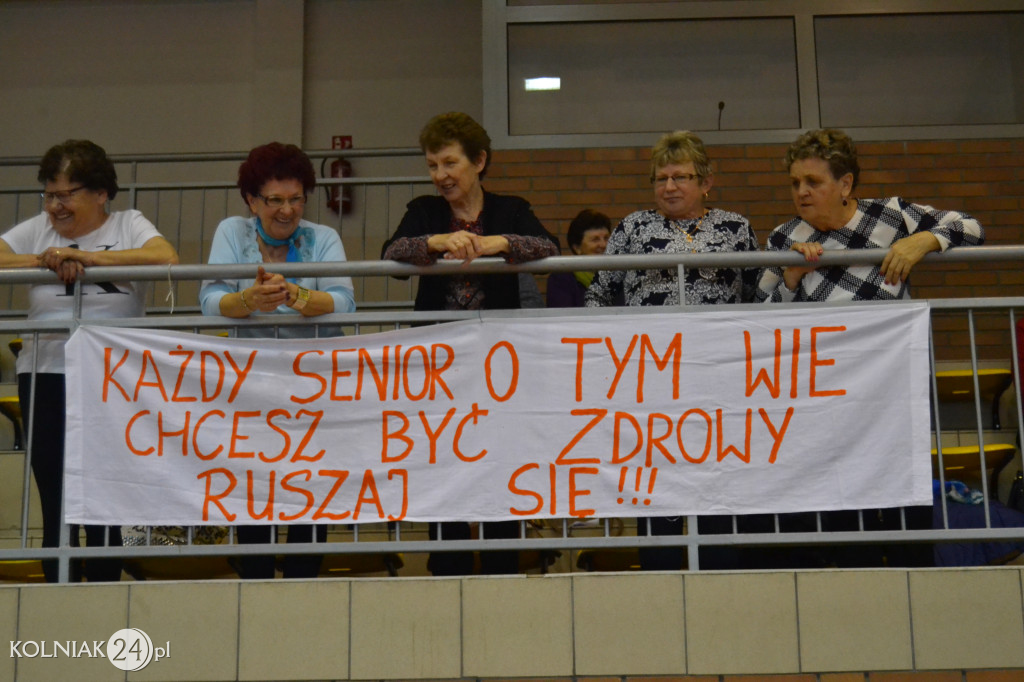 KAŻDY SENIOR O TYM WIE
CHCESZ BYĆ ZDROWY
RUSZAJ SIĘ!!!
KOLNIAK24.pl